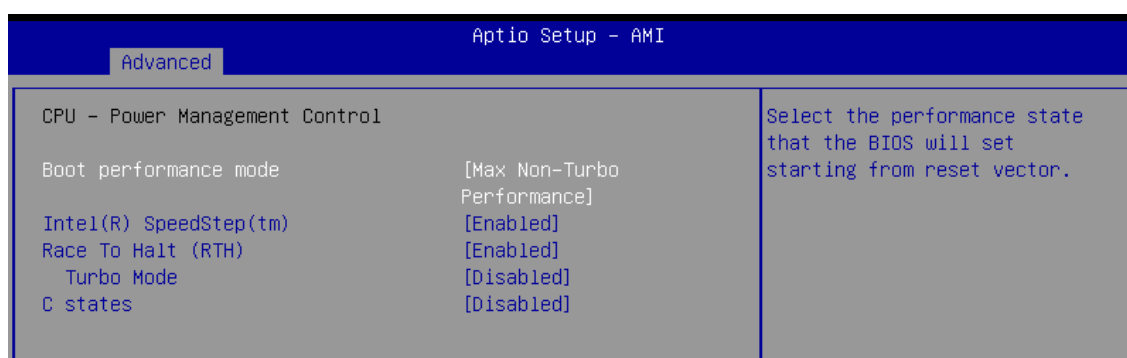 Aptio Setup – AMI
Advanced
CPU – Power Management Control
Boot performance mode [Max Non-Turbo
Performance]
Intel(R) SpeedStep(tm) [Enabled]
Race To Halt (RTH) [Enabled]
Turbo Mode [Disabled]
C states [Disabled]
Select the performance state
that the BIOS will set
starting from reset vector.